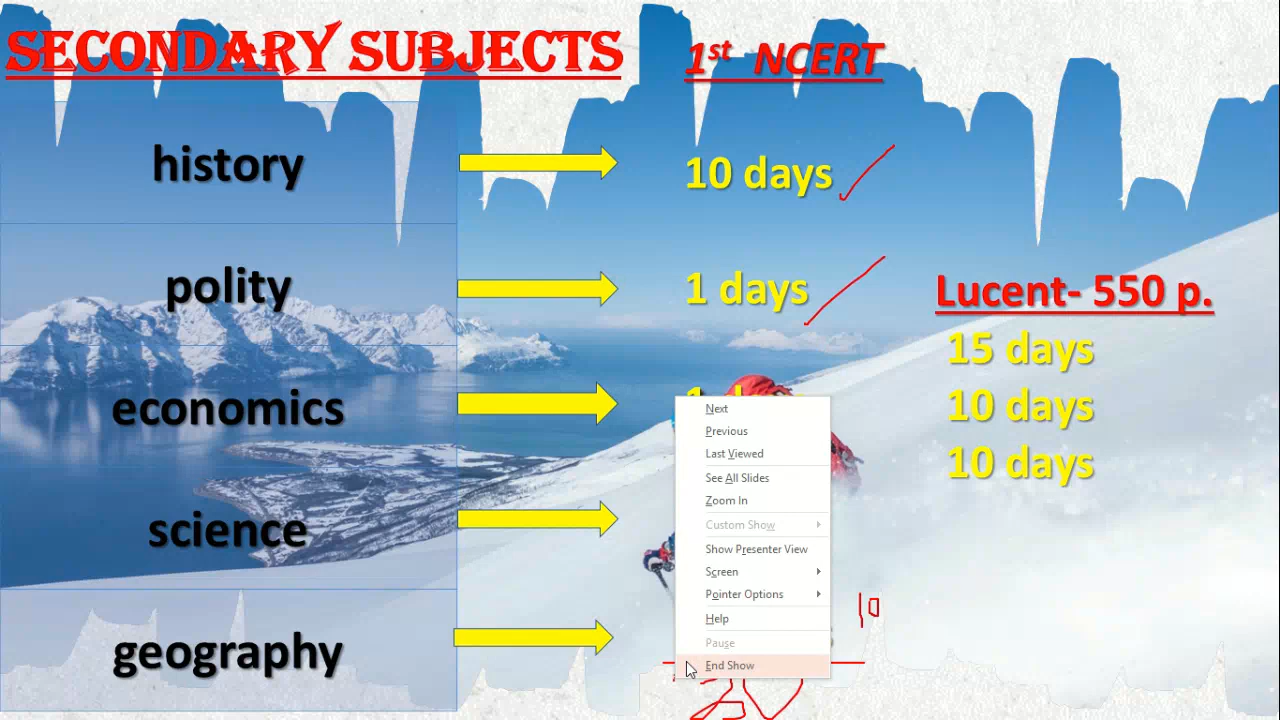 SECONDARY SUBJECTS
1st NCERT
history
10 days
polity
1 days
Lucent- 550 p.
15 days
10 days
10 days
economics
science
geography
Next
Previous
Last Viewed
See All Slides
Zoom In
Custom Show
Show Presenter View
Screen
Pointer Options
Help
Pause
End Show
10